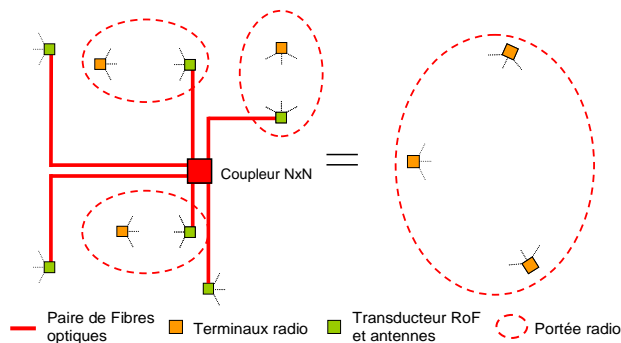 Coupleur NxN
Paire de Fibres
optiques
Terminaux radio
Transducteur RoF
et antennes
Portée radio